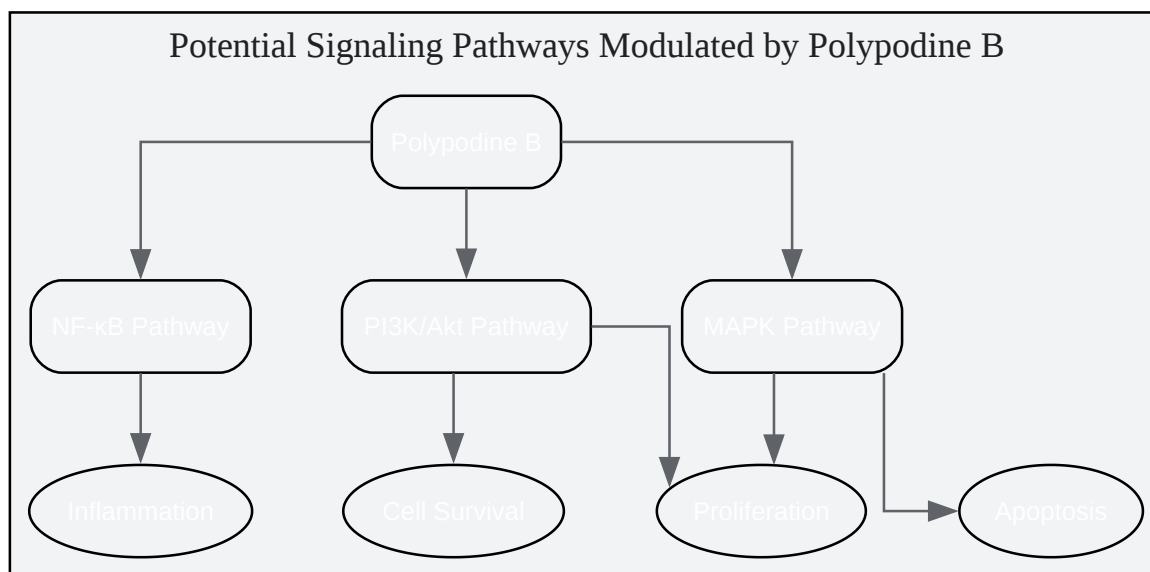 Potential Signaling Pathways Modulated by Polypodine B
Polypodine B
NF-κB Pathway
PI3K/Akt Pathway
MAPK Pathway
Inflammation
Cell Survival
Proliferation
Apoptosis